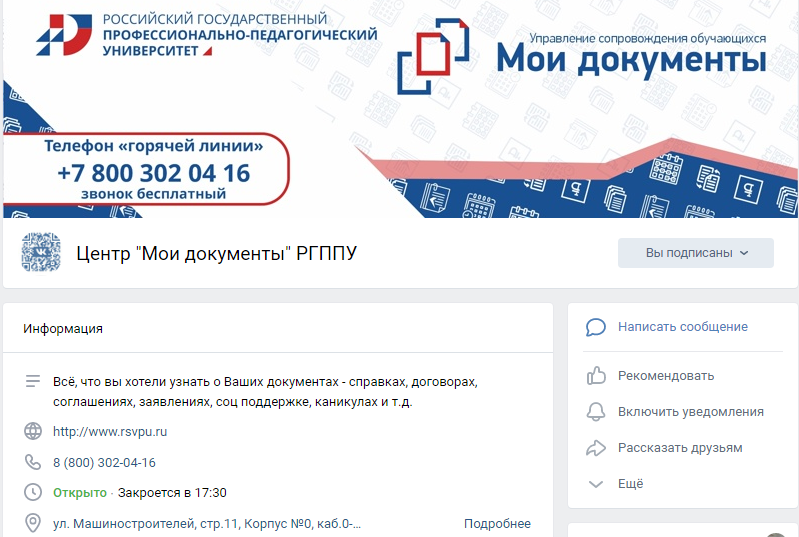 РОССИЙСКИЙ ГОСУДАРСТВЕННЫЙ
ПРОФЕССИОНАЛЬНО-ПЕДАГОГИЧЕСКИЙ
УНИВЕРСИТЕТ
Управление сопровождения обучающихся
Мои документы
Телефон «горячей линии»
+7 800 302 04 16
звонок бесплатный
Центр "Мои документы" РГППУ
Вы подписаны
Информация
Всё, что вы хотели узнать о Ваших документах - справках, договорах,
соглашениях, заявлениях, соц поддержке, каникулах и т.д.
http://www.rsvpu.ru
8 (800) 302-04-16
Открыто · Закроется в 17:30
ул. Машиностроителей, стр.11, Корпус №0, каб.0-...
Подробнее
Написать сообщение
Рекомендовать
Включить уведомления
Рассказать друзьям
Ещё